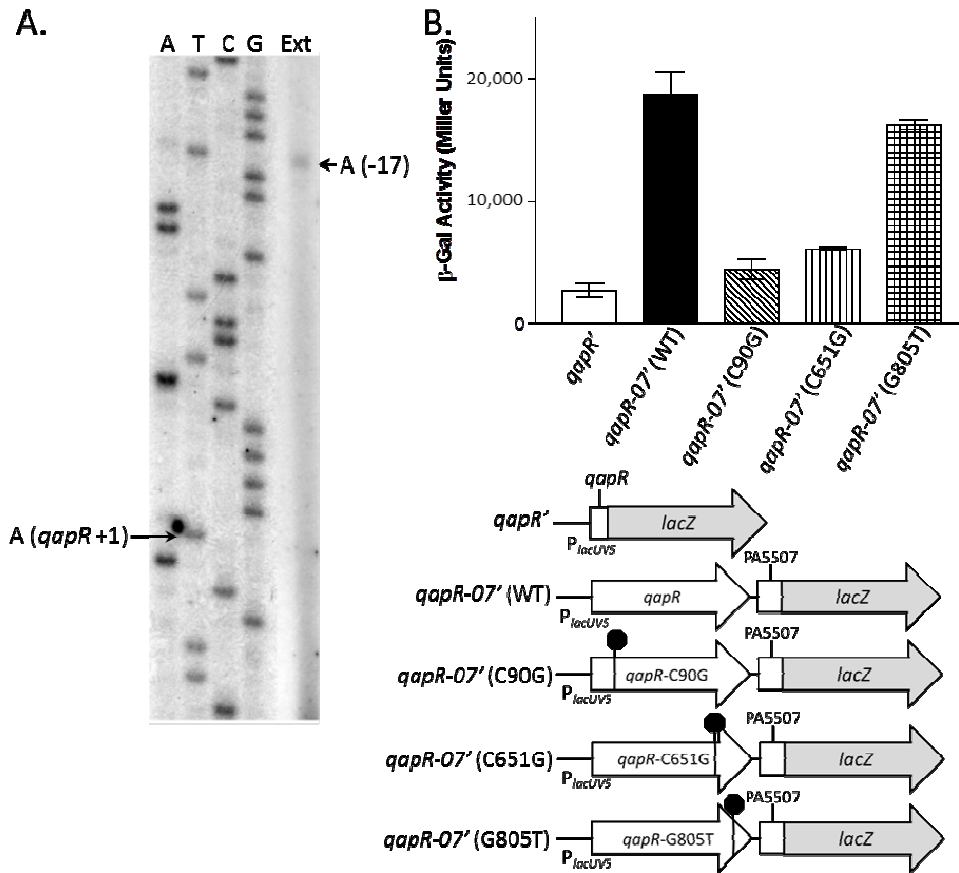 A.
A T C G Ext
A (-17)
A (qapR +1)
B.
β-Gal Activity (Miller Units)
20,000
10,000
0
qapR'
qapR-07' (WT)
qapR-07' (C90G)
qapR-07' (C651G)
qapR-07' (G805T)
qapR
qapR' lacZ
PlacUV5
PA5507
qapR-07' (WT) qapR lacZ
PlacUV5
PA5507
qapR-07' (C90G) qapR-C90G lacZ
PlacUV5
PA5507
qapR-07' (C651G) qapR-C651G lacZ
PlacUV5
PA5507
qapR-07' (G805T) qapR-G805T lacZ
PlacUV5